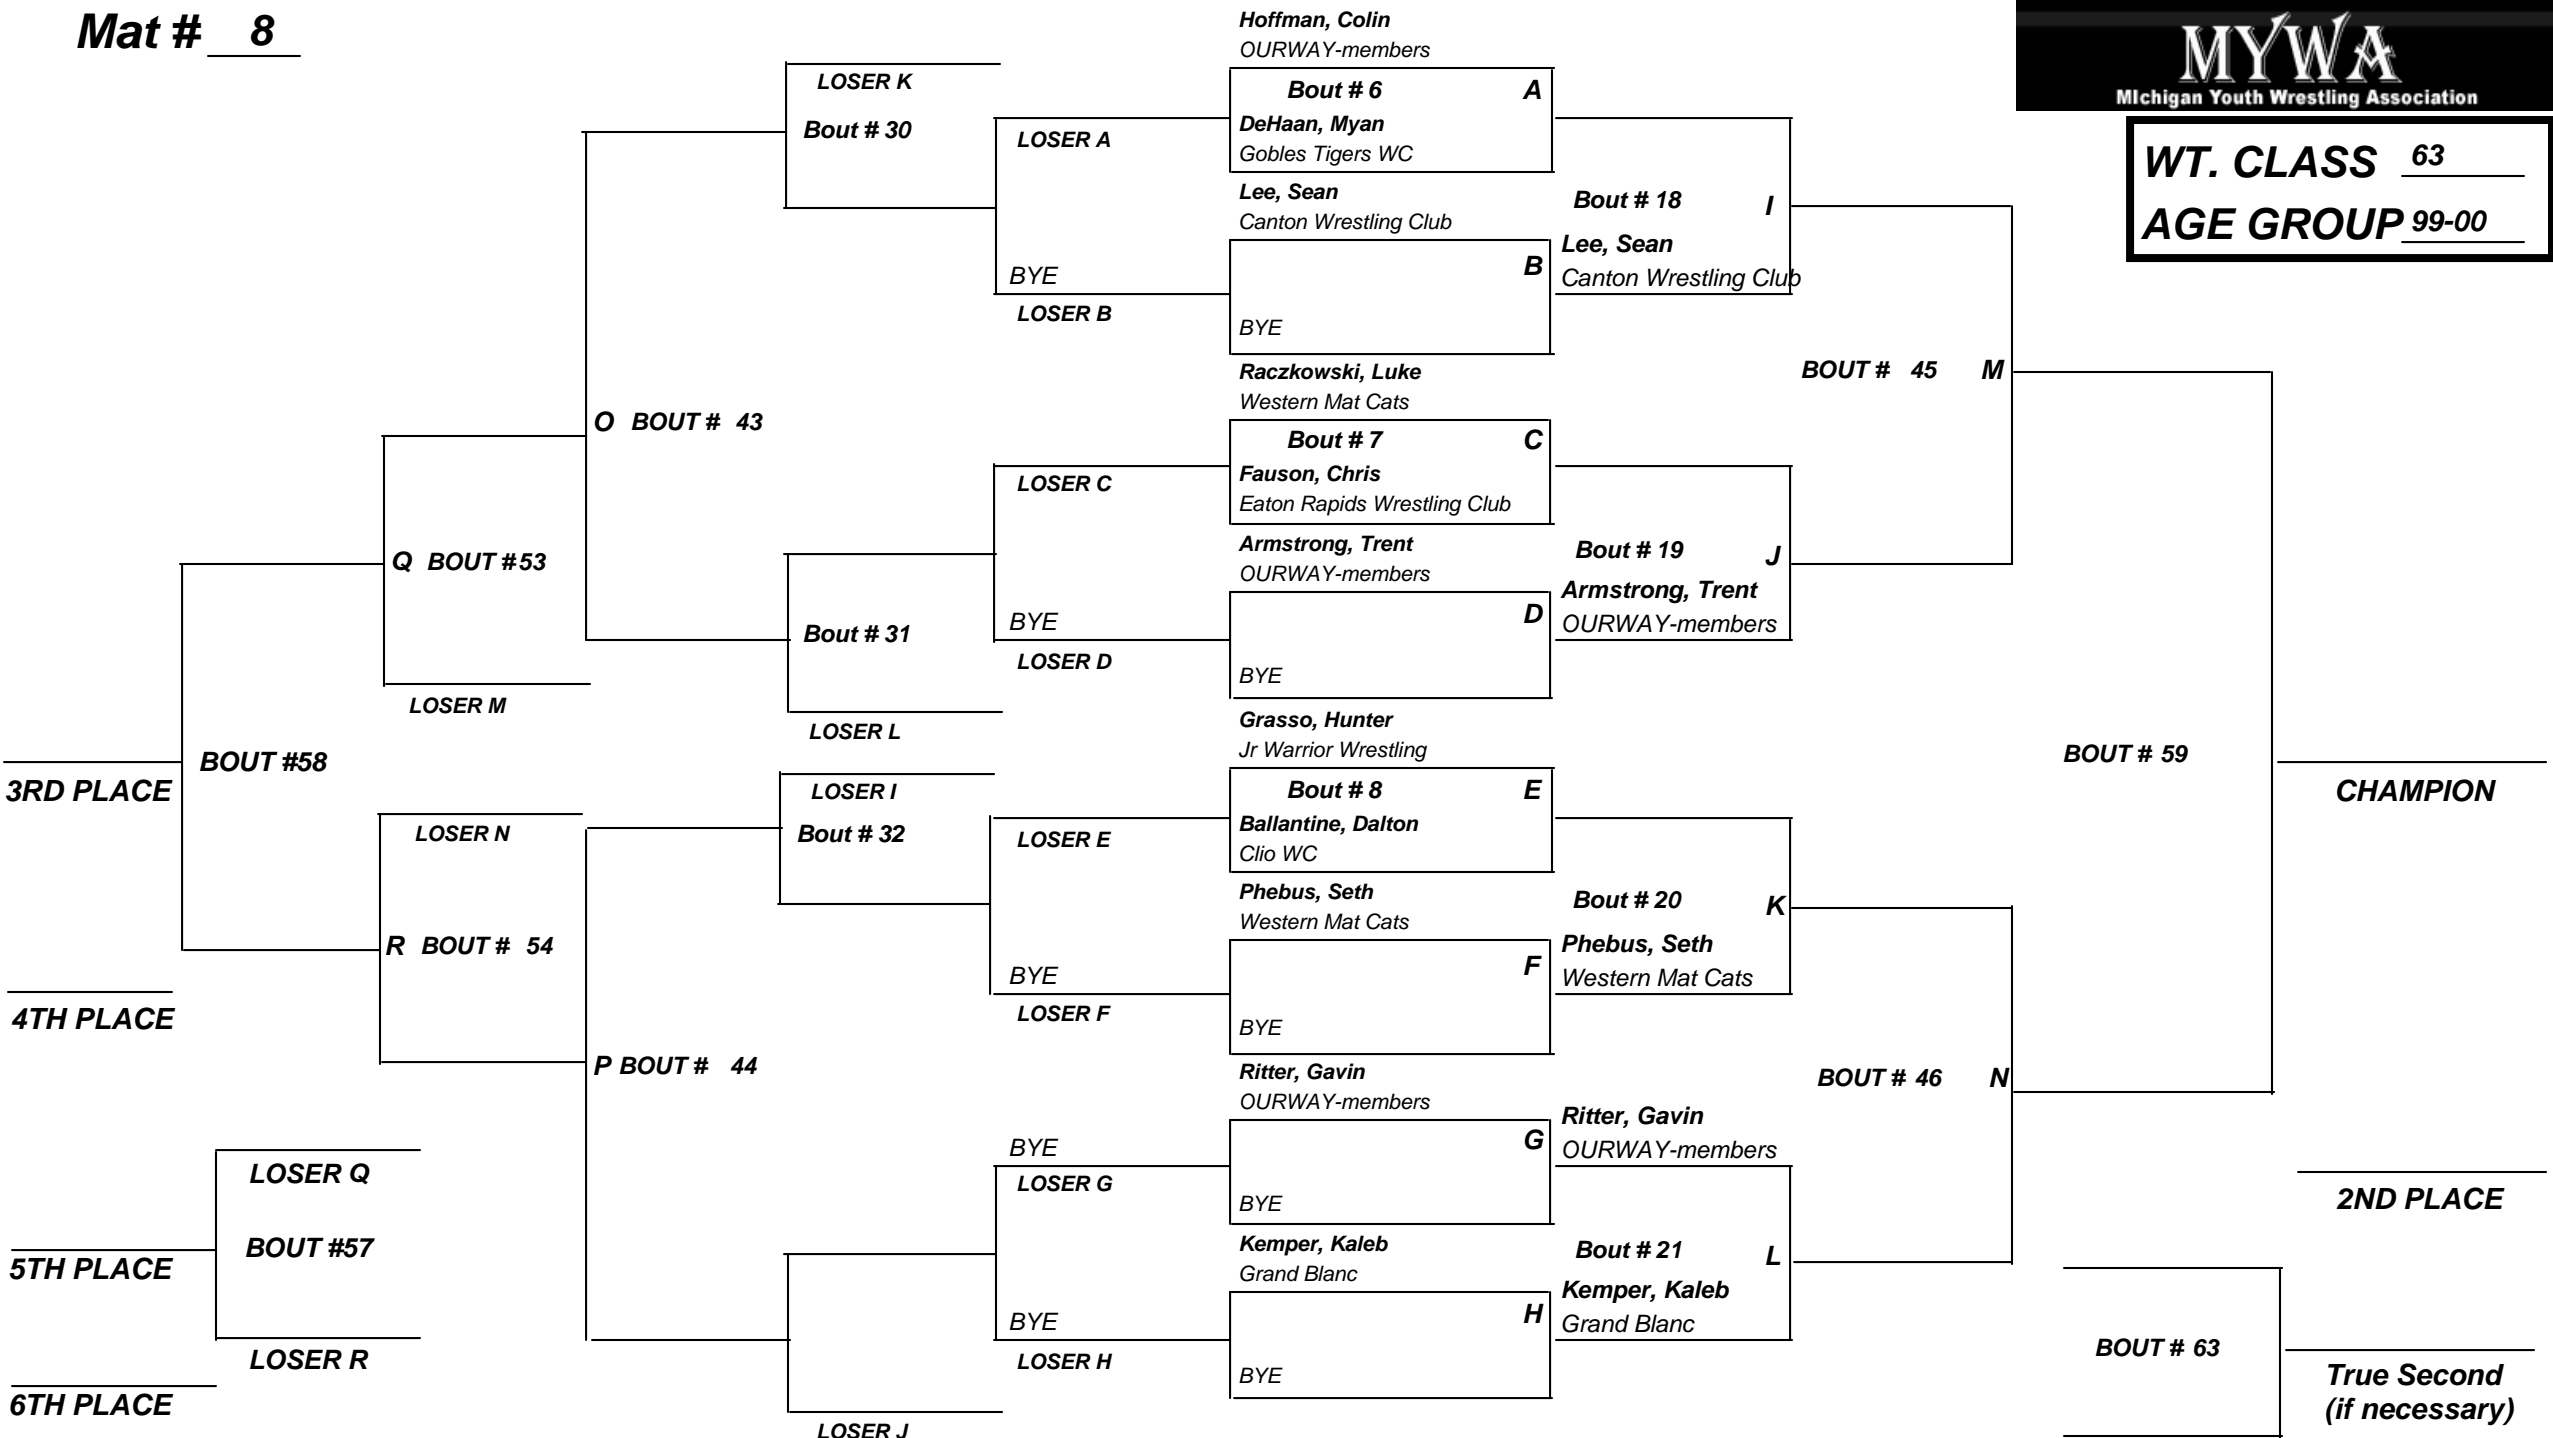 Mat # 8
MYWA
MIchigan Youth Wrestling Association
WT. CLASS 63
AGE GROUP 99-00
Hoffman, Colin
OURWAY-members
Bout # 6 A
DeHaan, Myan
Gobles Tigers WC
Lee, Sean
Canton Wrestling Club
B
BYE
Raczkowski, Luke
Western Mat Cats
Bout # 7 C
Fauson, Chris
Eaton Rapids Wrestling Club
Armstrong, Trent
OURWAY-members
D
BYE
Grasso, Hunter
Jr Warrior Wrestling
Bout # 8 E
Ballantine, Dalton
Clio WC
Phebus, Seth
Western Mat Cats
F
BYE
Ritter, Gavin
OURWAY-members
G
BYE
Kemper, Kaleb
Grand Blanc
H
BYE
Bout # 18 I
Lee, Sean
Canton Wrestling Club
Bout # 19 J
Armstrong, Trent
OURWAY-members
Bout # 20 K
Phebus, Seth
Western Mat Cats
Ritter, Gavin
OURWAY-members
Bout # 21 L
Kemper, Kaleb
Grand Blanc
BOUT # 45 M
BOUT # 46 N
BOUT # 59
CHAMPION
2ND PLACE
BOUT # 63
True Second
(if necessary)
LOSER A
BYE
LOSER B
LOSER C
BYE
LOSER D
LOSER E
BYE
LOSER F
BYE
LOSER G
BYE
LOSER H
LOSER K
Bout # 30
Bout # 31
LOSER L
LOSER I
Bout # 32
LOSER J
O BOUT # 43
P BOUT # 44
Q BOUT #53
LOSER M
LOSER N
R BOUT # 54
BOUT #58
3RD PLACE
4TH PLACE
LOSER Q
BOUT #57
5TH PLACE
LOSER R
6TH PLACE